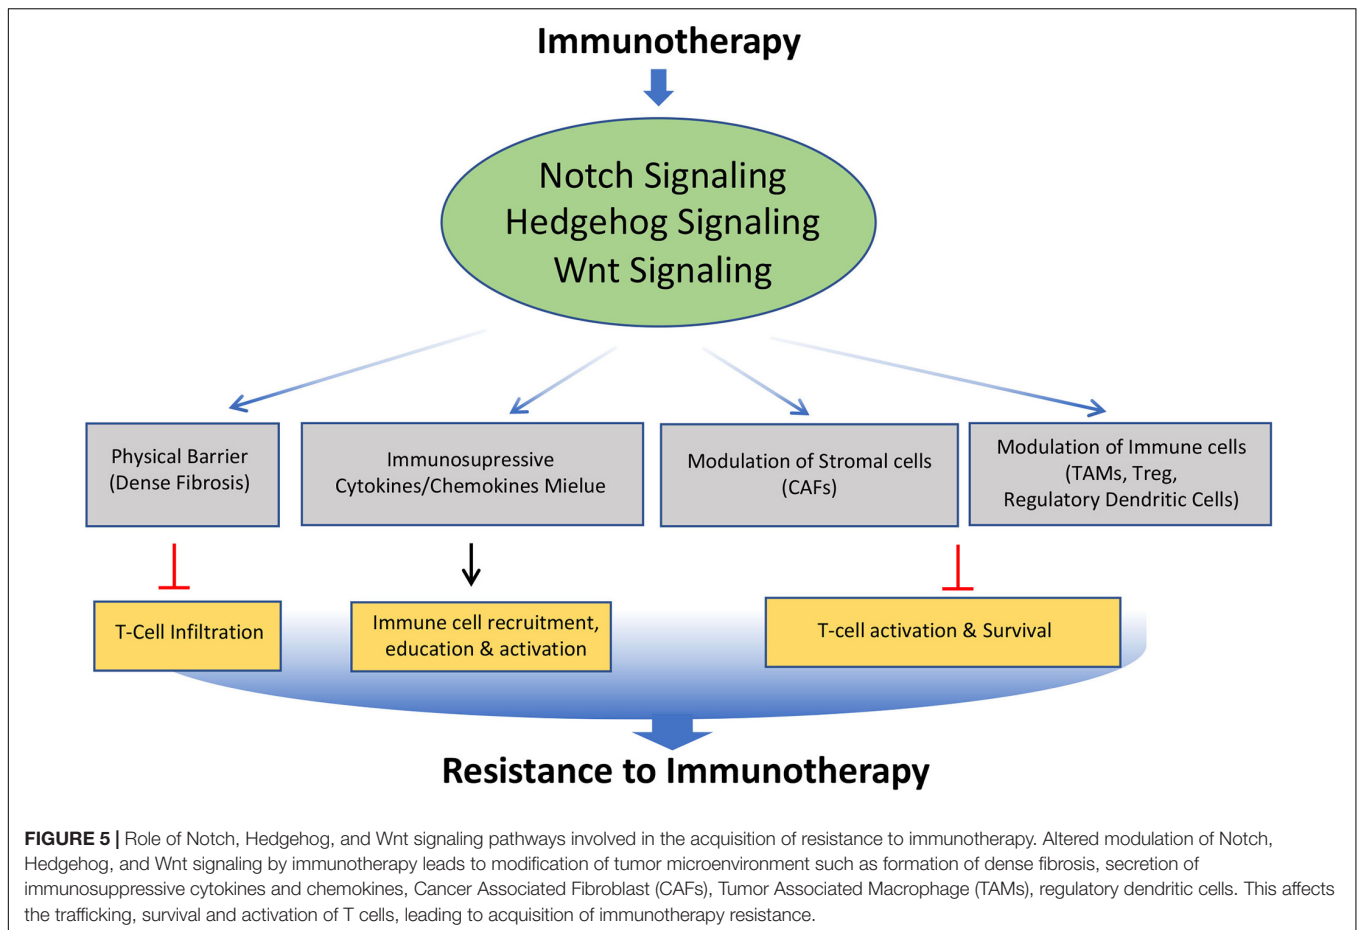 Immunotherapy
Notch Signaling
Hedgehog Signaling
Wnt Signaling
Physical Barrier
(Dense Fibrosis)
Immunosupressive
Cytokines/Chemokines Mielue
Modulation of Stromal cells
(CAFs)
Modulation of Immune cells
(TAMs, Treg,
Regulatory Dendritic Cells)
T-Cell Infiltration
Immune cell recruitment,
education & activation
T-cell activation & Survival
Resistance to Immunotherapy
FIGURE 5 | Role of Notch, Hedgehog, and Wnt signaling pathways involved in the acquisition of resistance to immunotherapy. Altered modulation of Notch,
Hedgehog, and Wnt signaling by immunotherapy leads to modification of tumor microenvironment such as formation of dense fibrosis, secretion of
immunosuppressive cytokines and chemokines, Cancer Associated Fibroblast (CAFs), Tumor Associated Macrophage (TAMs), regulatory dendritic cells. This affects
the trafficking, survival and activation of T cells, leading to acquisition of immunotherapy resistance.